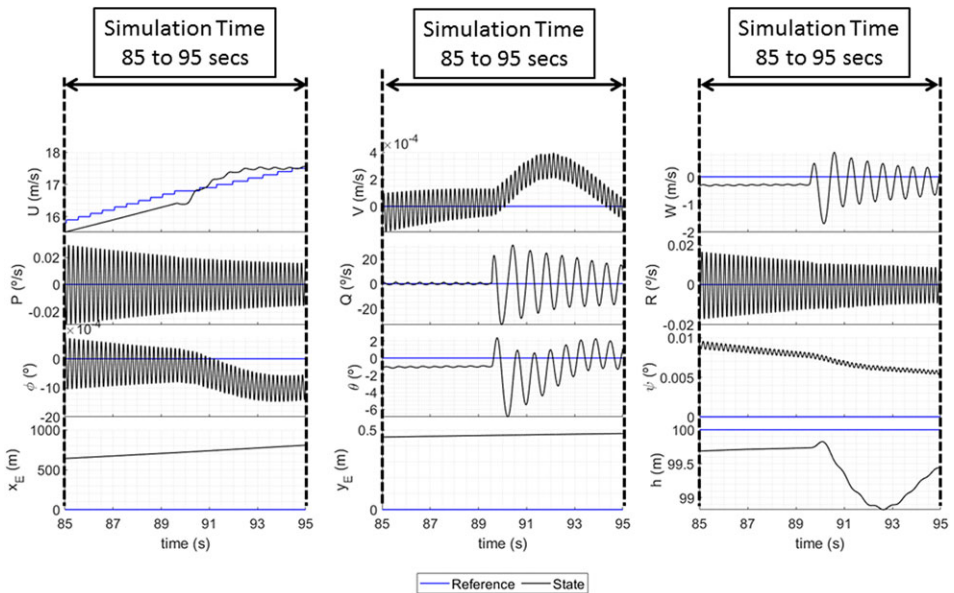 Simulation Time
85 to 95 secs
Simulation Time
85 to 95 secs
Simulation Time
85 to 95 secs
18
17
16
U (m/s)
× 10⁻⁴
4
2
0
V (m/s)
0
-1
-2
W (m/s)
0.02
0
-0.02
P (º/s)
20
0
-20
Q (º/s)
0.02
0
-0.02
R (º/s)
× 10⁻⁴
0
-10
-20
ϕ (º)
2
0
-2
-4
-6
θ (º)
0.01
0.005
0
ψ (º)
1000
500
0
x_E (m)
85 87 89 91 93 95
time (s)
0.5
0
y_E (m)
85 87 89 91 93 95
time (s)
100
99.5
99
h (m)
85 87 89 91 93 95
time (s)
Reference State